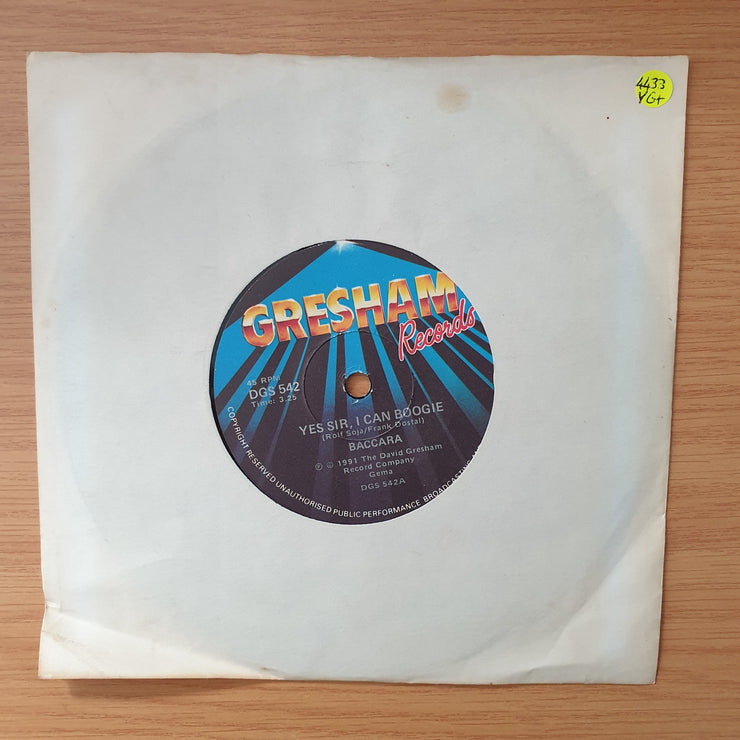 4433
VG+
GRESHAM
Records
45 RPM
DGS 542
Time: 3.25
YES SIR, I CAN BOOGIE
(Rolf Soja/Frank Dostal)
BACCARA
℗ © 1991 The David Gresham
Record Company
Gema
DGS 542A
COPYRIGHT RESERVED UNAUTHORISED PUBLIC PERFORMANCE BROADCASTING